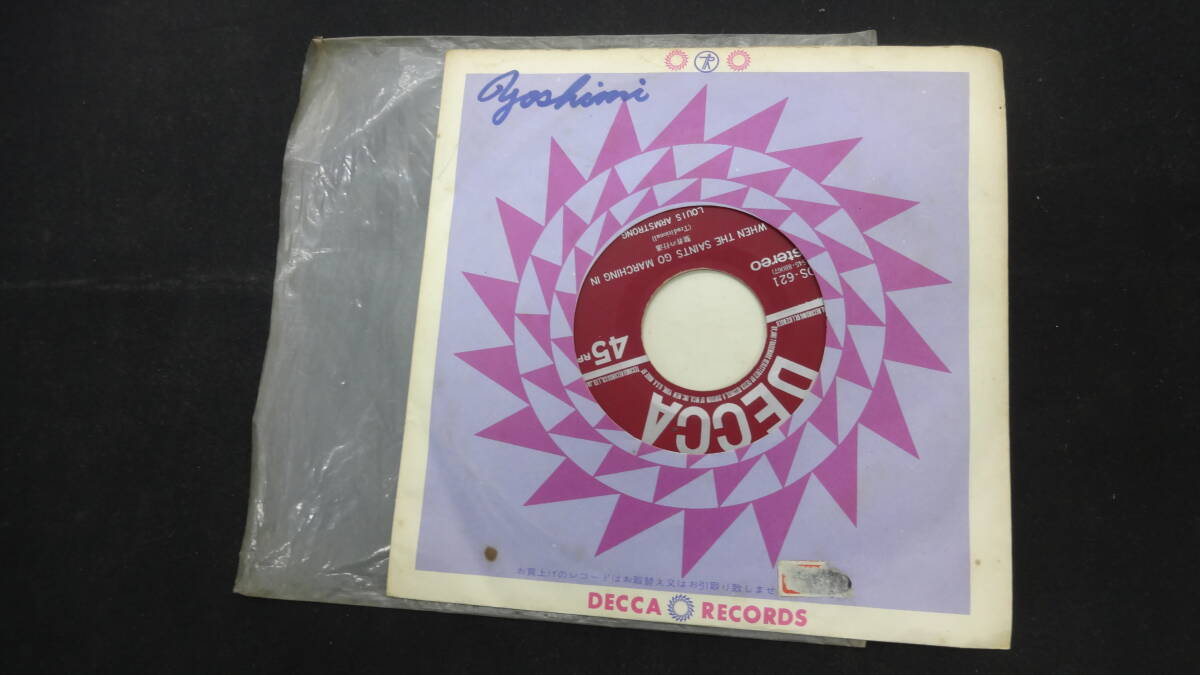 Yoshimi
DS-621
stereo
WHEN THE SAINTS GO MARCHING IN
聖者の行進
(Traditional)
LOUIS ARMSTRONG
45 RP
DECCA
お買上げのレコードはお取替え又はお引取り致しませ
DECCA RECORDS